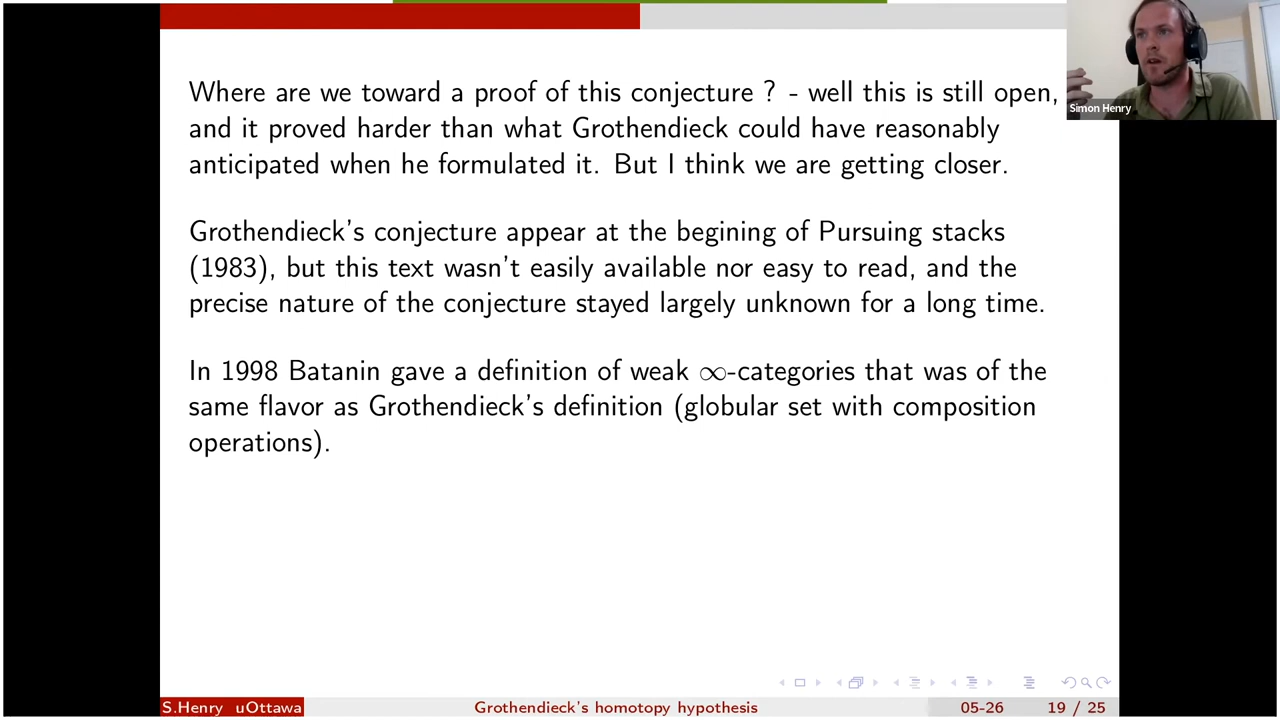 Where are we toward a proof of this conjecture ? - well this is still open,
and it proved harder than what Grothendieck could have reasonably
anticipated when he formulated it. But I think we are getting closer.
Grothendieck's conjecture appear at the begining of Pursuing stacks
(1983), but this text wasn't easily available nor easy to read, and the
precise nature of the conjecture stayed largely unknown for a long time.
In 1998 Batanin gave a definition of weak ∞-categories that was of the
same flavor as Grothendieck's definition (globular set with composition
operations).
Simon Henry
S.Henry uOttawa
Grothendieck's homotopy hypothesis
05-26
19 / 25